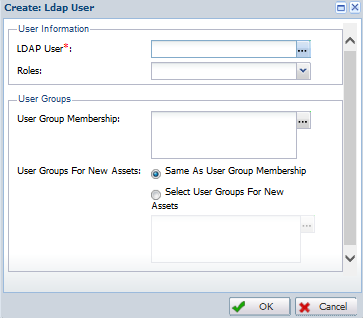 Create: Ldap User
User Information
LDAP User*:
...
Roles:
User Groups
User Group Membership:
...
User Groups For New Assets:
Same As User Group Membership
Select User Groups For New
Assets
...
OK
Cancel